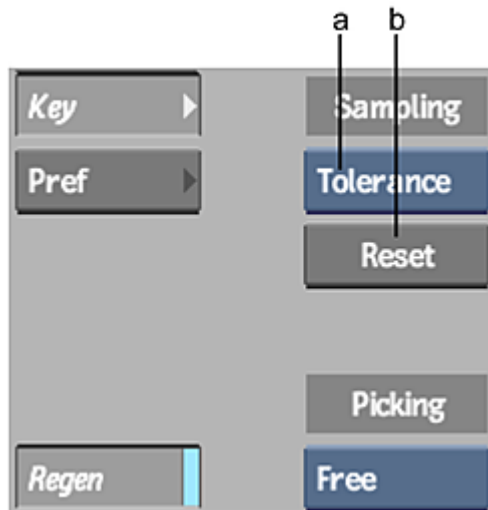 a b
Key Sampling
Pref Tolerance
Reset
Picking
Regen Free